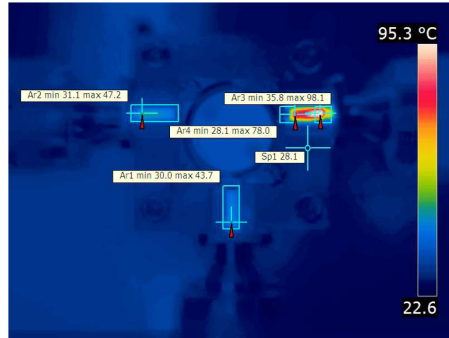 95.3 °C
Ar2 min 31.1 max 47.2
Ar3 min 35.8 max 98.1
Ar4 min 28.1 max 78.0
Sp1 28.1
Ar1 min 30.0 max 43.7
22.6